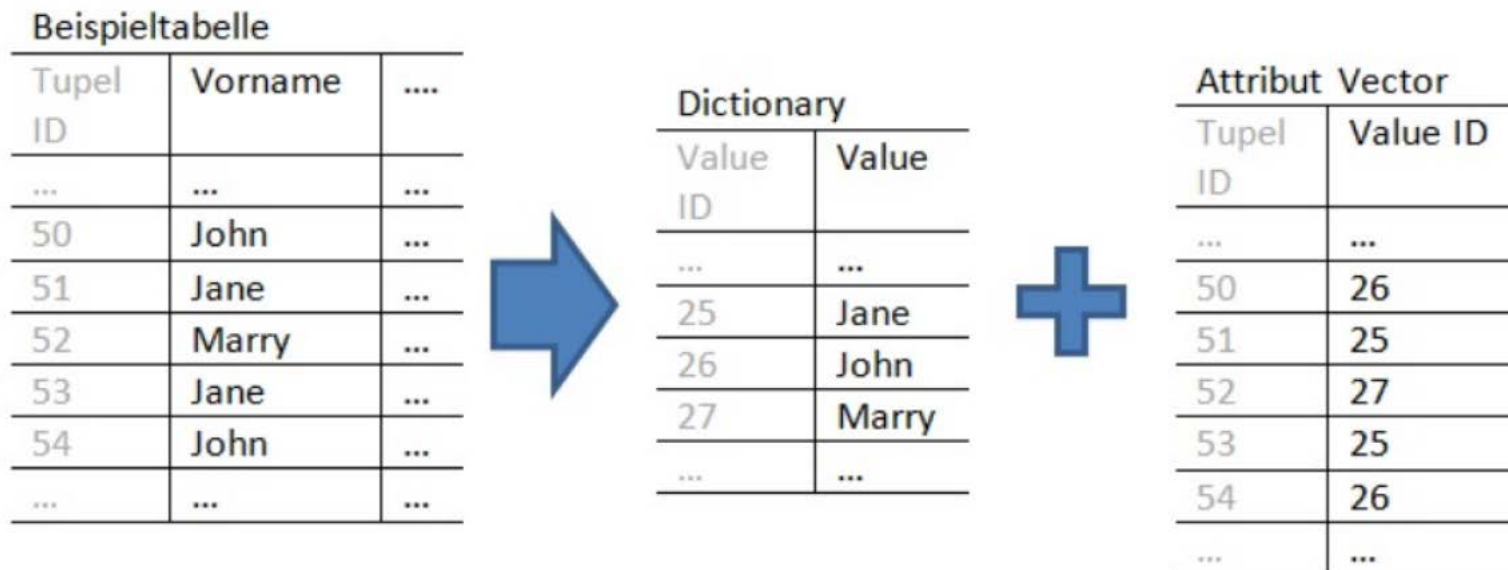 Beispieltabelle
Tupel ID Vorname ....
... ... ...
50 John ...
51 Jane ...
52 Marry ...
53 Jane ...
54 John ...
... ... ...
Dictionary
Value ID Value
... ...
25 Jane
26 John
27 Marry
... ...
Attribut Vector
Tupel ID Value ID
... ...
50 26
51 25
52 27
53 25
54 26
... ...